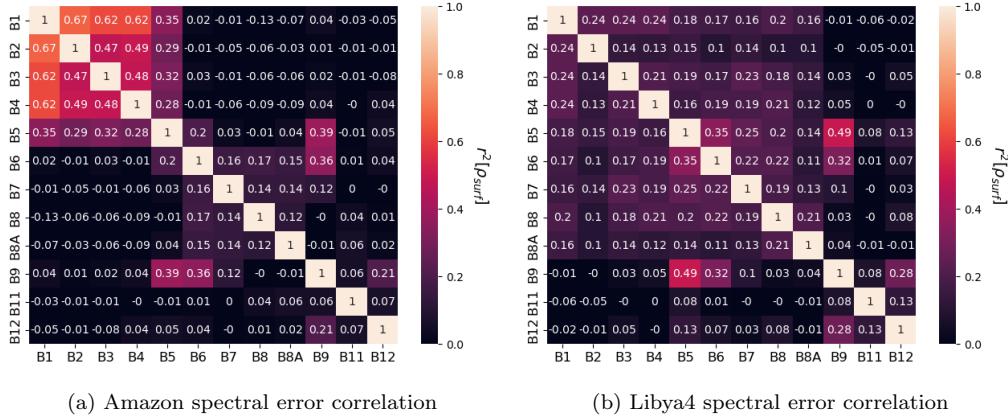 B1 1 0.67 0.62 0.62 0.35 0.02 -0.01 -0.13 -0.07 0.04 -0.03 -0.05
B2 0.67 1 0.47 0.49 0.29 -0.01 -0.05 -0.06 -0.03 0.01 -0.01 -0.01
B3 0.62 0.47 1 0.48 0.32 0.03 -0.01 -0.06 -0.06 0.02 -0.01 -0.08
B4 0.62 0.49 0.48 1 0.28 -0.01 -0.06 -0.09 -0.09 0.04 -0 0.04
B5 0.35 0.29 0.32 0.28 1 0.2 0.03 -0.01 0.04 0.39 -0.01 0.05
B6 0.02 -0.01 0.03 -0.01 0.2 1 0.16 0.17 0.15 0.36 0.01 0.04
B7 -0.01 -0.05 -0.01 -0.06 0.03 0.16 1 0.14 0.14 0.12 0 -0
B8 -0.13 -0.06 -0.06 -0.09 -0.01 0.17 0.14 1 0.12 -0 0.04 0.01
B8A -0.07 -0.03 -0.06 -0.09 0.04 0.15 0.14 0.12 1 -0.01 0.06 0.02
B9 0.04 0.01 0.02 0.04 0.39 0.36 0.12 -0 -0.01 1 0.06 0.21
B11 -0.03 -0.01 -0.01 -0 -0.01 0.01 0 0.04 0.06 0.06 1 0.07
B12 -0.05 -0.01 -0.08 0.04 0.05 0.04 -0 0.01 0.02 0.21 0.07 1
B1 B2 B3 B4 B5 B6 B7 B8 B8A B9 B11 B12
1.0
0.8
0.6
0.4
0.2
0.0
r²[ρsurf]
(a) Amazon spectral error correlation
B1 1 0.24 0.24 0.24 0.18 0.17 0.16 0.2 0.16 -0.01 -0.06 -0.02
B2 0.24 1 0.14 0.13 0.15 0.1 0.14 0.1 0.1 -0 -0.05 -0.01
B3 0.24 0.14 1 0.21 0.19 0.17 0.23 0.18 0.14 0.03 -0 0.05
B4 0.24 0.13 0.21 1 0.16 0.19 0.19 0.21 0.12 0.05 0 -0
B5 0.18 0.15 0.19 0.16 1 0.35 0.25 0.2 0.14 0.49 0.08 0.13
B6 0.17 0.1 0.17 0.19 0.35 1 0.22 0.22 0.11 0.32 0.01 0.07
B7 0.16 0.14 0.23 0.19 0.25 0.22 1 0.19 0.13 0.1 -0 0.03
B8 0.2 0.1 0.18 0.21 0.2 0.22 0.19 1 0.21 0.03 -0 0.08
B8A 0.16 0.1 0.14 0.12 0.14 0.11 0.13 0.21 1 0.04 -0.01 -0.01
B9 -0.01 -0 0.03 0.05 0.49 0.32 0.1 0.03 0.04 1 0.08 0.28
B11 -0.06 -0.05 -0 0 0.08 0.01 -0 -0 -0.01 0.08 1 0.13
B12 -0.02 -0.01 0.05 -0 0.13 0.07 0.03 0.08 -0.01 0.28 0.13 1
B1 B2 B3 B4 B5 B6 B7 B8 B8A B9 B11 B12
1.0
0.8
0.6
0.4
0.2
0.0
r²[ρsurf]
(b) Libya4 spectral error correlation